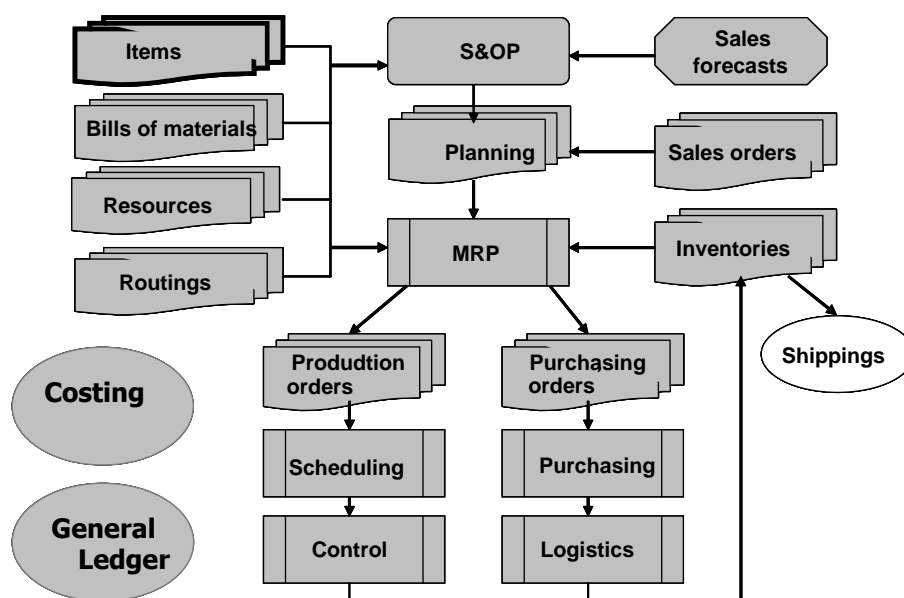 Items
S&OP
Sales
forecasts
Bills of materials
Planning
Sales orders
Resources
MRP
Inventories
Routings
Shippings
Produdtion
orders
Purchasing
orders
Costing
Scheduling
Purchasing
General
Ledger
Control
Logistics